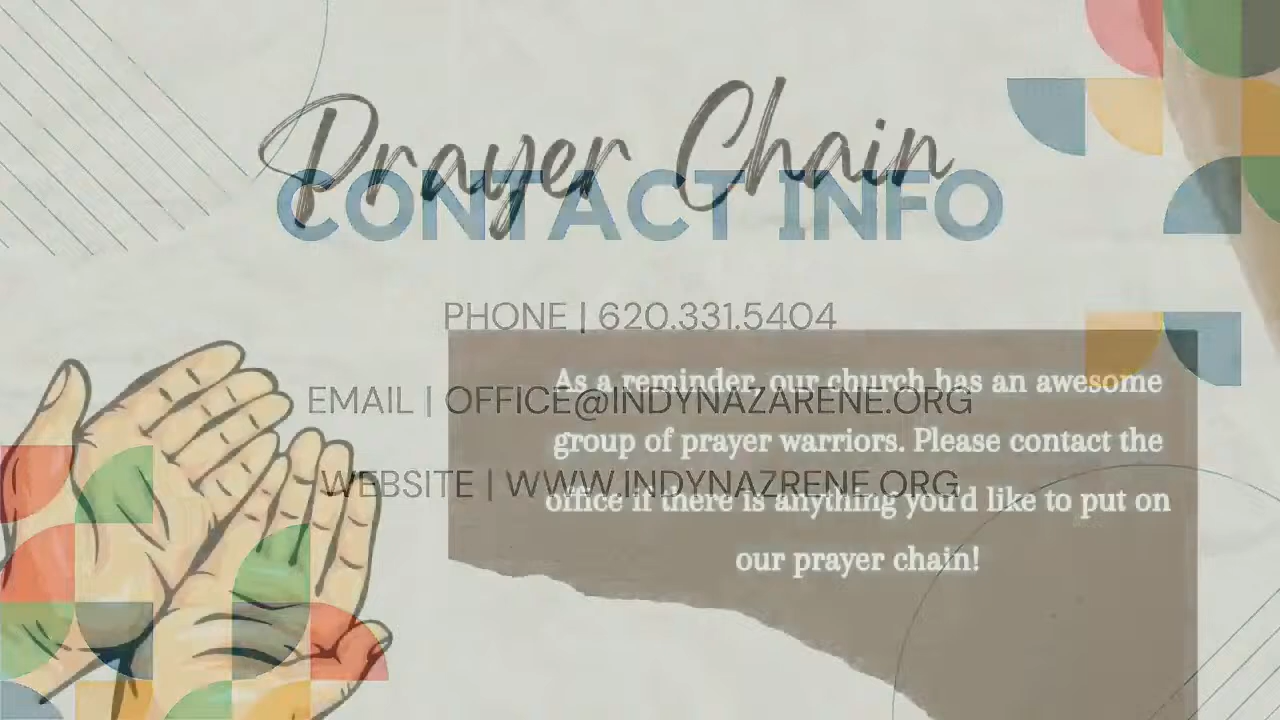 Prayer Chain
CONTACT INFO
PHONE | 620.331.5404
EMAIL | OFFICE@INDYNAZARENE.ORG
WEBSITE | WWW.INDYNAZRENE.ORG
As a reminder, our church has an awesome
group of prayer warriors. Please contact the
office if there is anything you'd like to put on
our prayer chain!